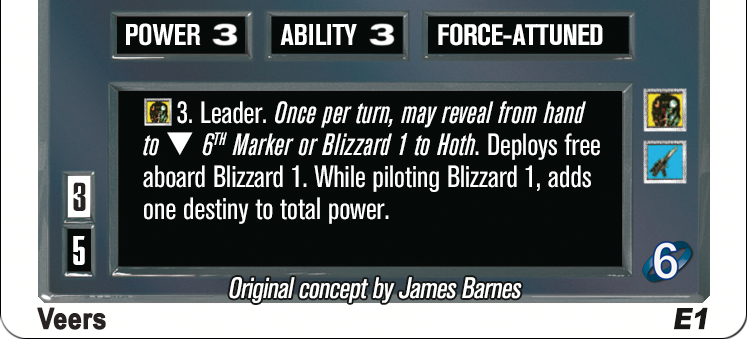 POWER 3 ABILITY 3 FORCE-ATTUNED
3. Leader. Once per turn, may reveal from hand
to ▼ 6TH Marker or Blizzard 1 to Hoth. Deploys free
aboard Blizzard 1. While piloting Blizzard 1, adds
one destiny to total power.
3
5
6
Original concept by James Barnes
Veers E1